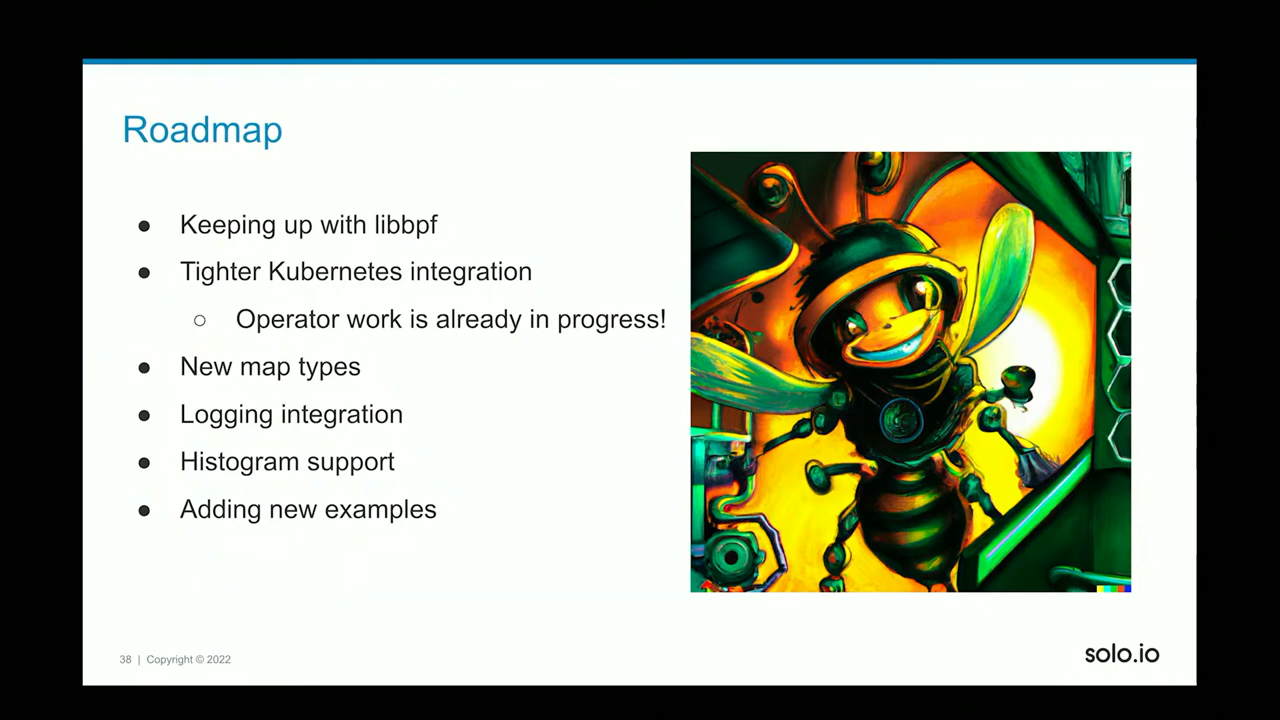 Roadmap
● Keeping up with libbpf
● Tighter Kubernetes integration
○ Operator work is already in progress!
● New map types
● Logging integration
● Histogram support
● Adding new examples
38 | Copyright © 2022
solo.io